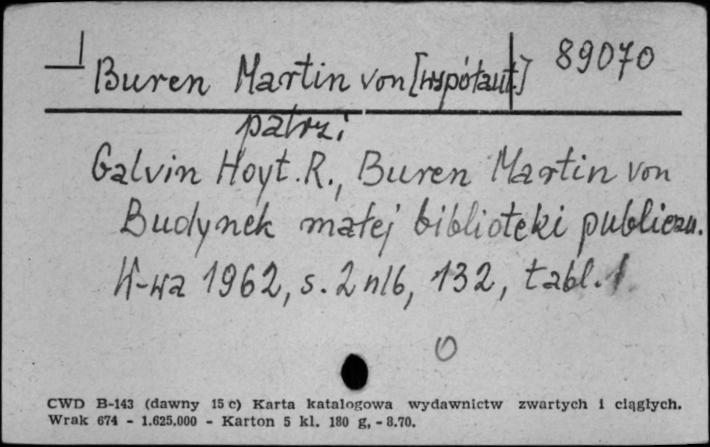 Buren Martin von [współaut.] 89070
patrz:
Galvin Hoyt. R., Buren Martin von
Budynek małej biblioteki publiczn.
W-wa 1962, s. 2 nlb, 132, tabl. 1
CWD B-143 (dawny 15 c) Karta katalogowa wydawnictw zwartych i ciągłych.
Wrak 674 - 1.625.000 - Karton 5 kl. 180 g, - 8.70.